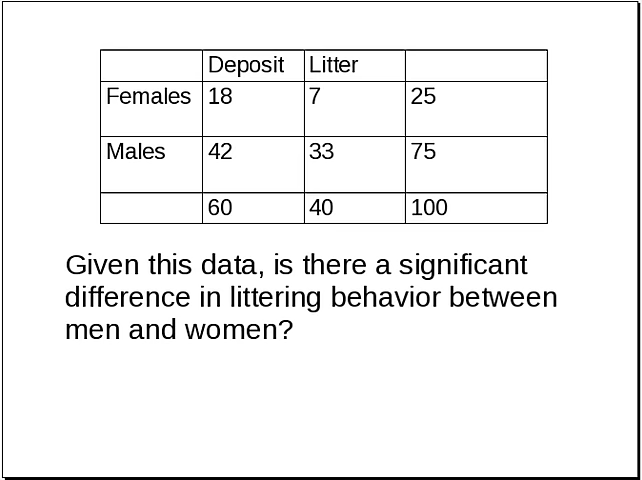 Deposit Litter
Females 18 7 25
Males 42 33 75
60 40 100
Given this data, is there a significant
difference in littering behavior between
men and women?